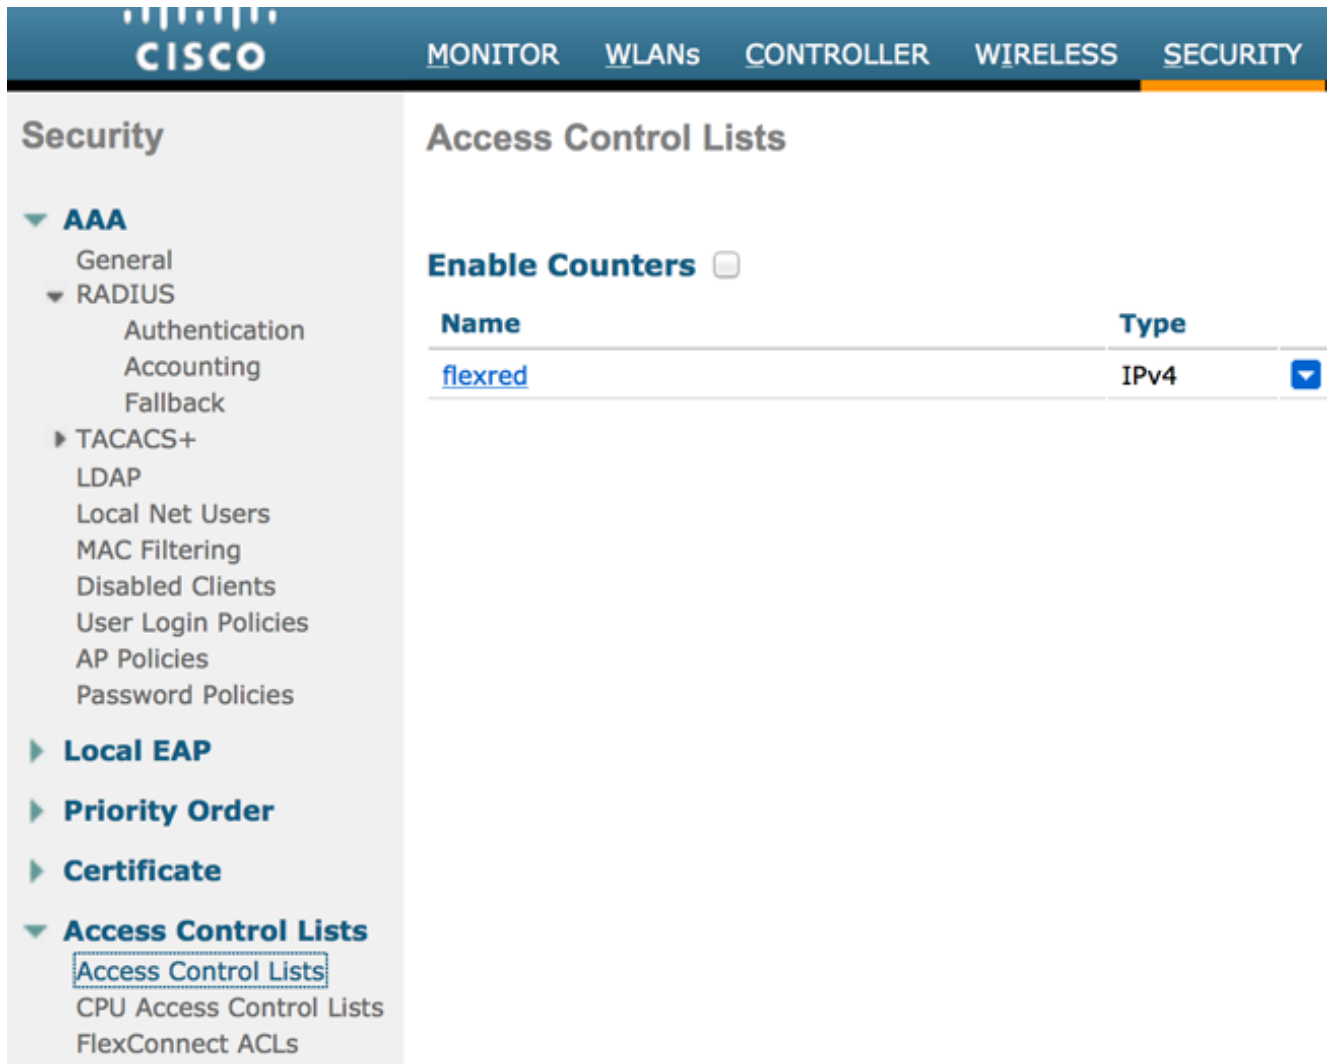 CISCO
MONITOR WLANs CONTROLLER WIRELESS SECURITY
Security
AAA
General
RADIUS
Authentication
Accounting
Fallback
TACACS+
LDAP
Local Net Users
MAC Filtering
Disabled Clients
User Login Policies
AP Policies
Password Policies
Local EAP
Priority Order
Certificate
Access Control Lists
Access Control Lists
CPU Access Control Lists
FlexConnect ACLs
Access Control Lists
Enable Counters
Name Type
flexred IPv4